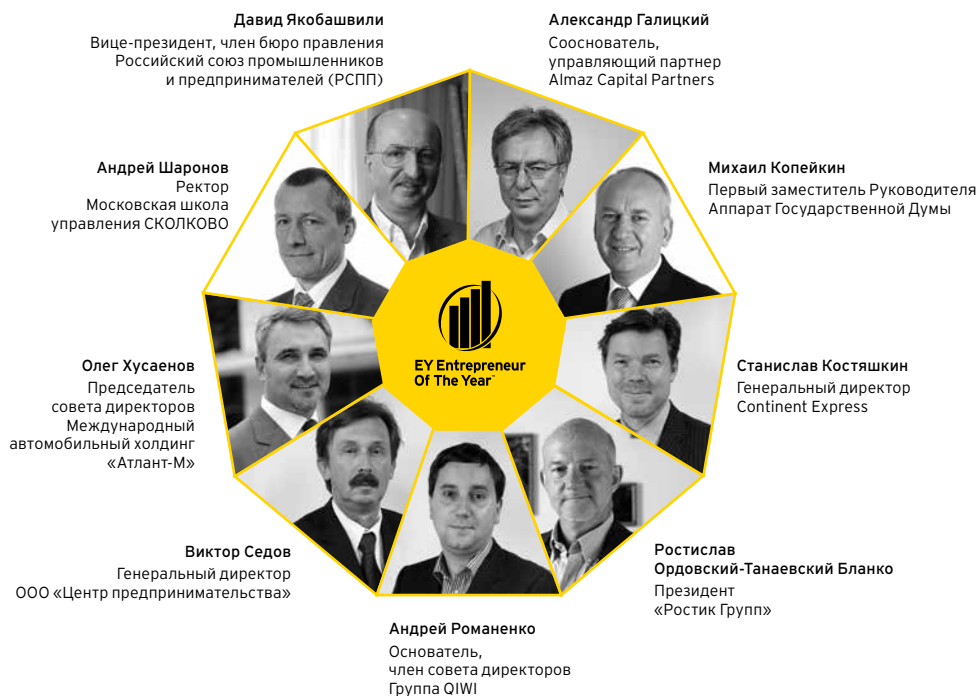 Давид Якобашвили
Вице-президент, член бюро правления
Российский союз промышленников
и предпринимателей (РСПП)
Александр Галицкий
Сооснователь,
управляющий партнер
Almaz Capital Partners
Андрей Шаронов
Ректор
Московская школа
управления СКОЛКОВО
Михаил Копейкин
Первый заместитель Руководителя
Аппарат Государственной Думы
EY Entrepreneur
Of The Year™
Олег Хусаенов
Председатель
совета директоров
Международный
автомобильный холдинг
«Атлант-М»
Станислав Костяшкин
Генеральный директор
Continent Express
Виктор Седов
Генеральный директор
ООО «Центр предпринимательства»
Ростислав
Ордовский-Танаевский Бланко
Президент
«Ростик Групп»
Андрей Романенко
Основатель,
член совета директоров
Группа QIWI